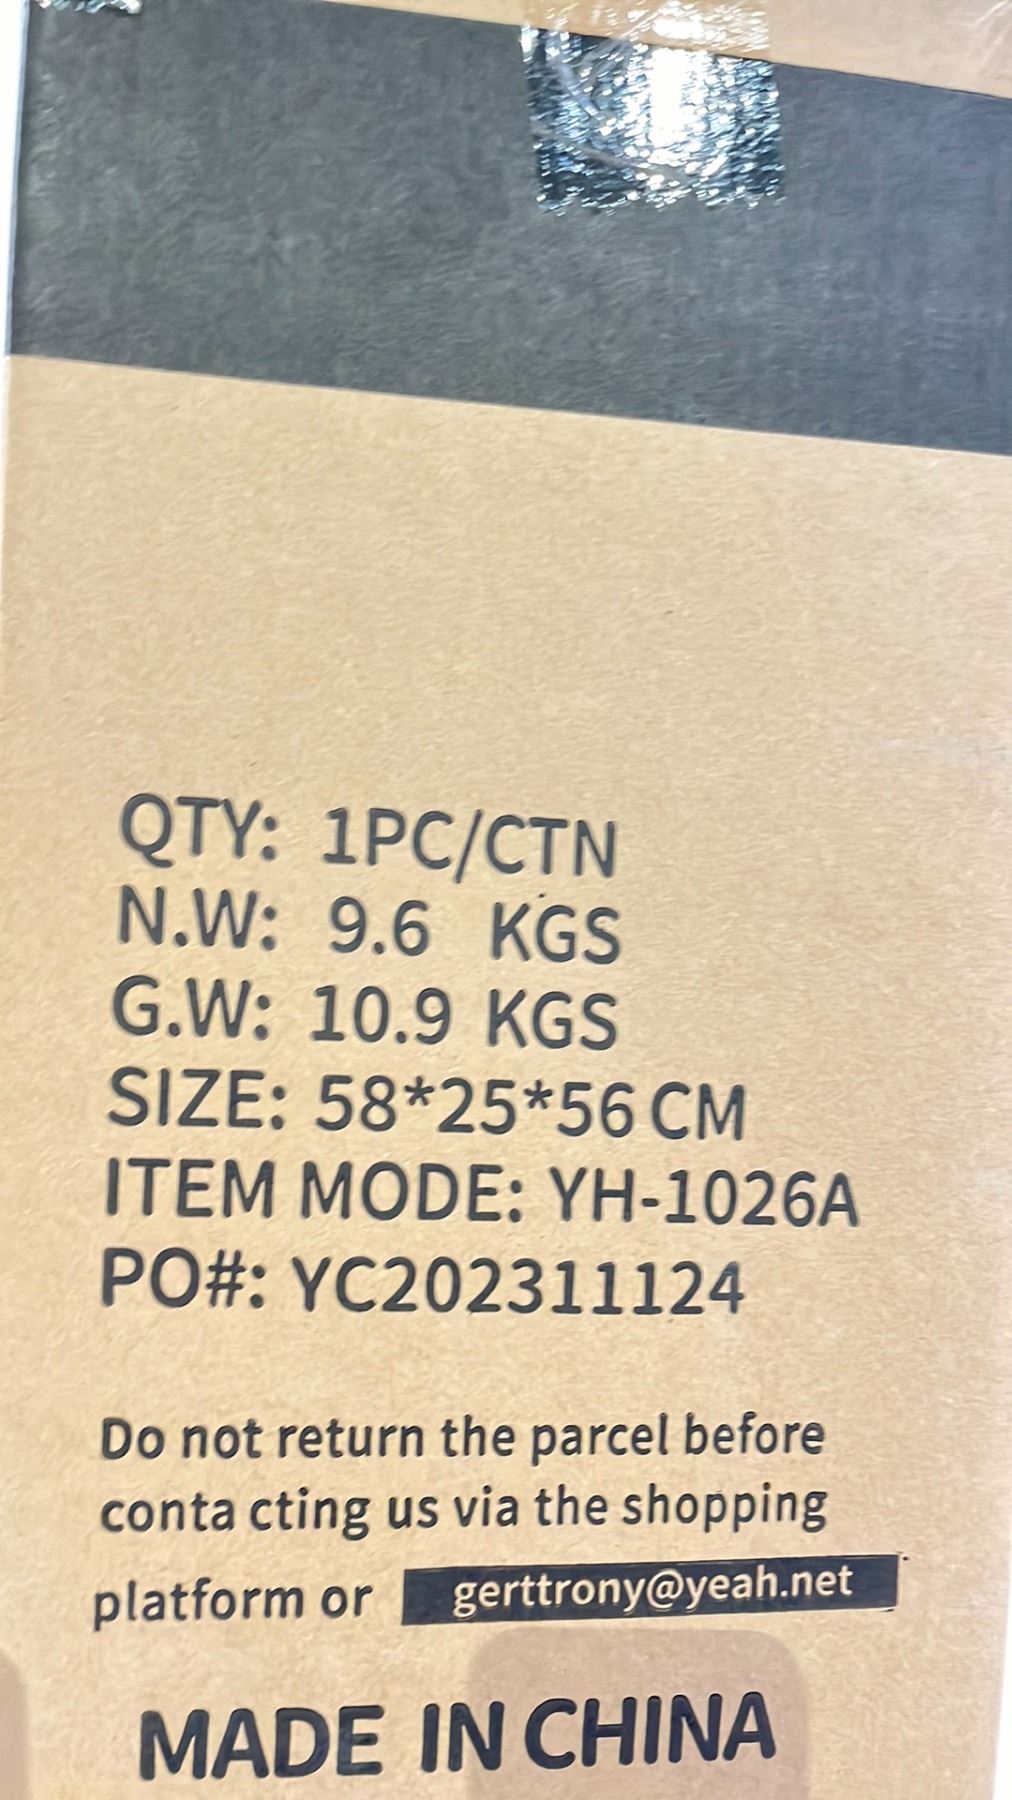 QTY: 1PC/CTN
N.W: 9.6 KGS
G.W: 10.9 KGS
SIZE: 58*25*56 CM
ITEM MODE: YH-1026A
PO#: YC202311124
Do not return the parcel before
conta cting us via the shopping
platform or gerttrony@yeah.net
MADE IN CHINA